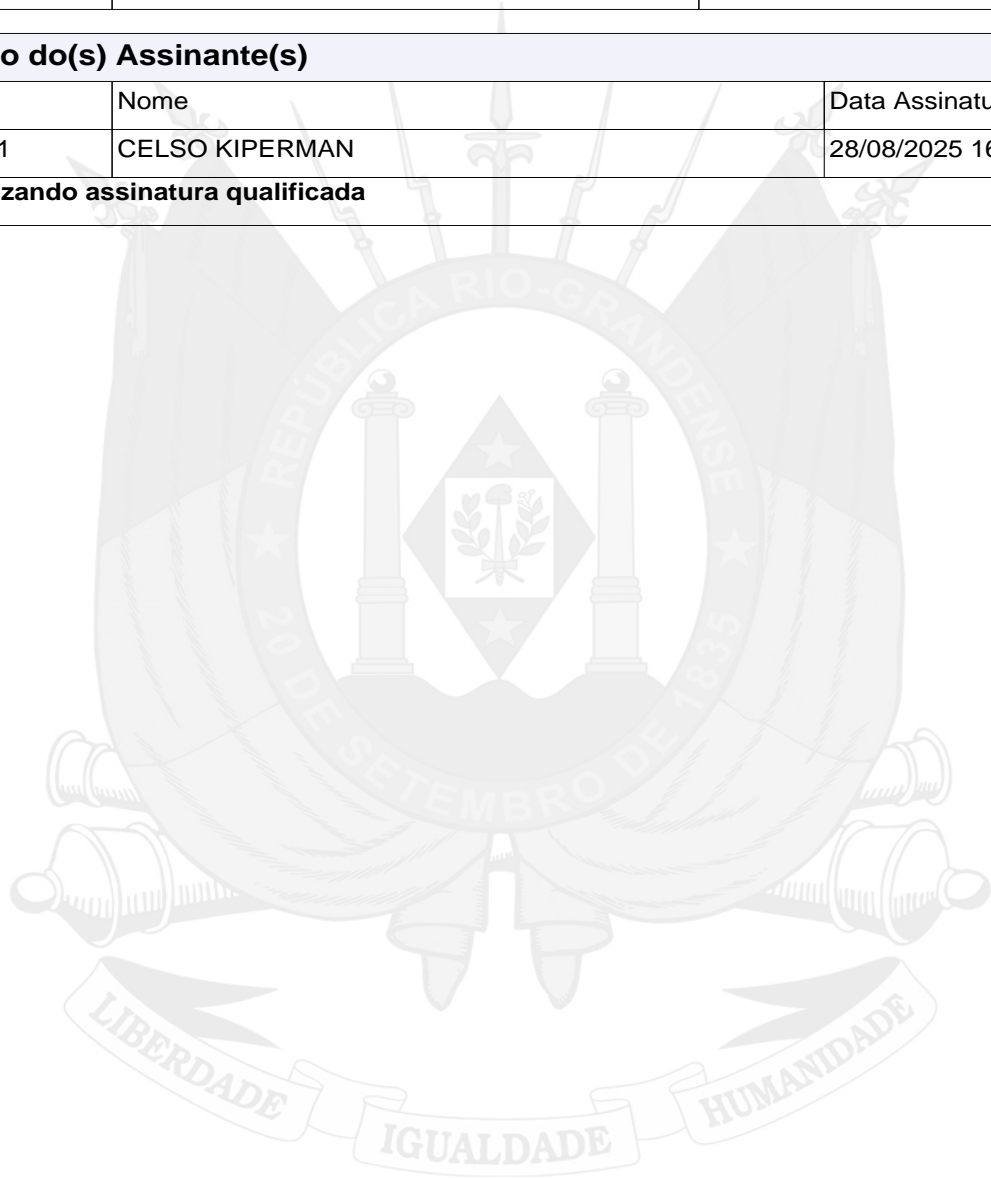 o do(s) Assinante(s)
Nome Data Assinatu
1 CELSO KIPERMAN 28/08/2025 16
zando assinatura qualificada
REPÚBLICA RIO-GRANDENSE
20 DE SETEMBRO DE 1835
LIBERDADE IGUALDADE HUMANIDADE